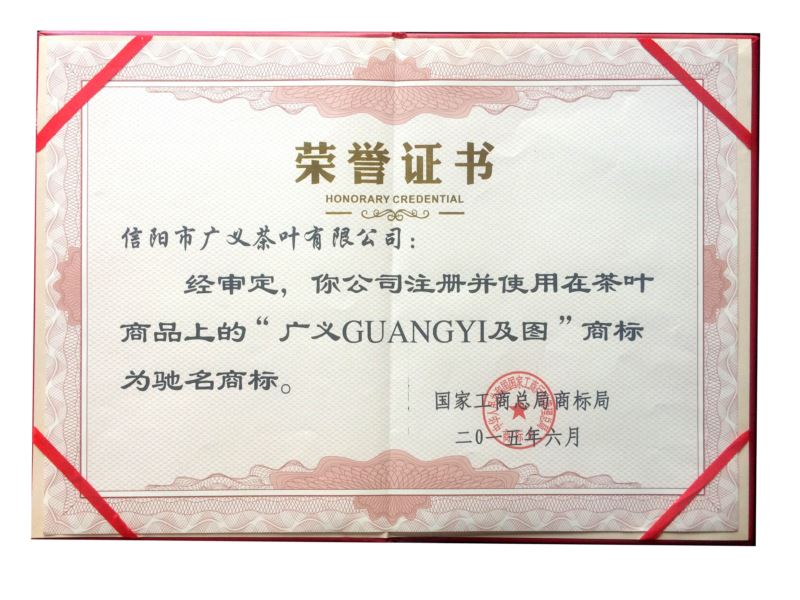 荣誉证书
HONORARY CREDENTIAL
信阳市广义茶叶有限公司：
经审定，你公司注册并使用在茶叶
商品上的“广义GUANGYI及图”商标
为驰名商标。
国家工商总局商标局
二0一五年六月